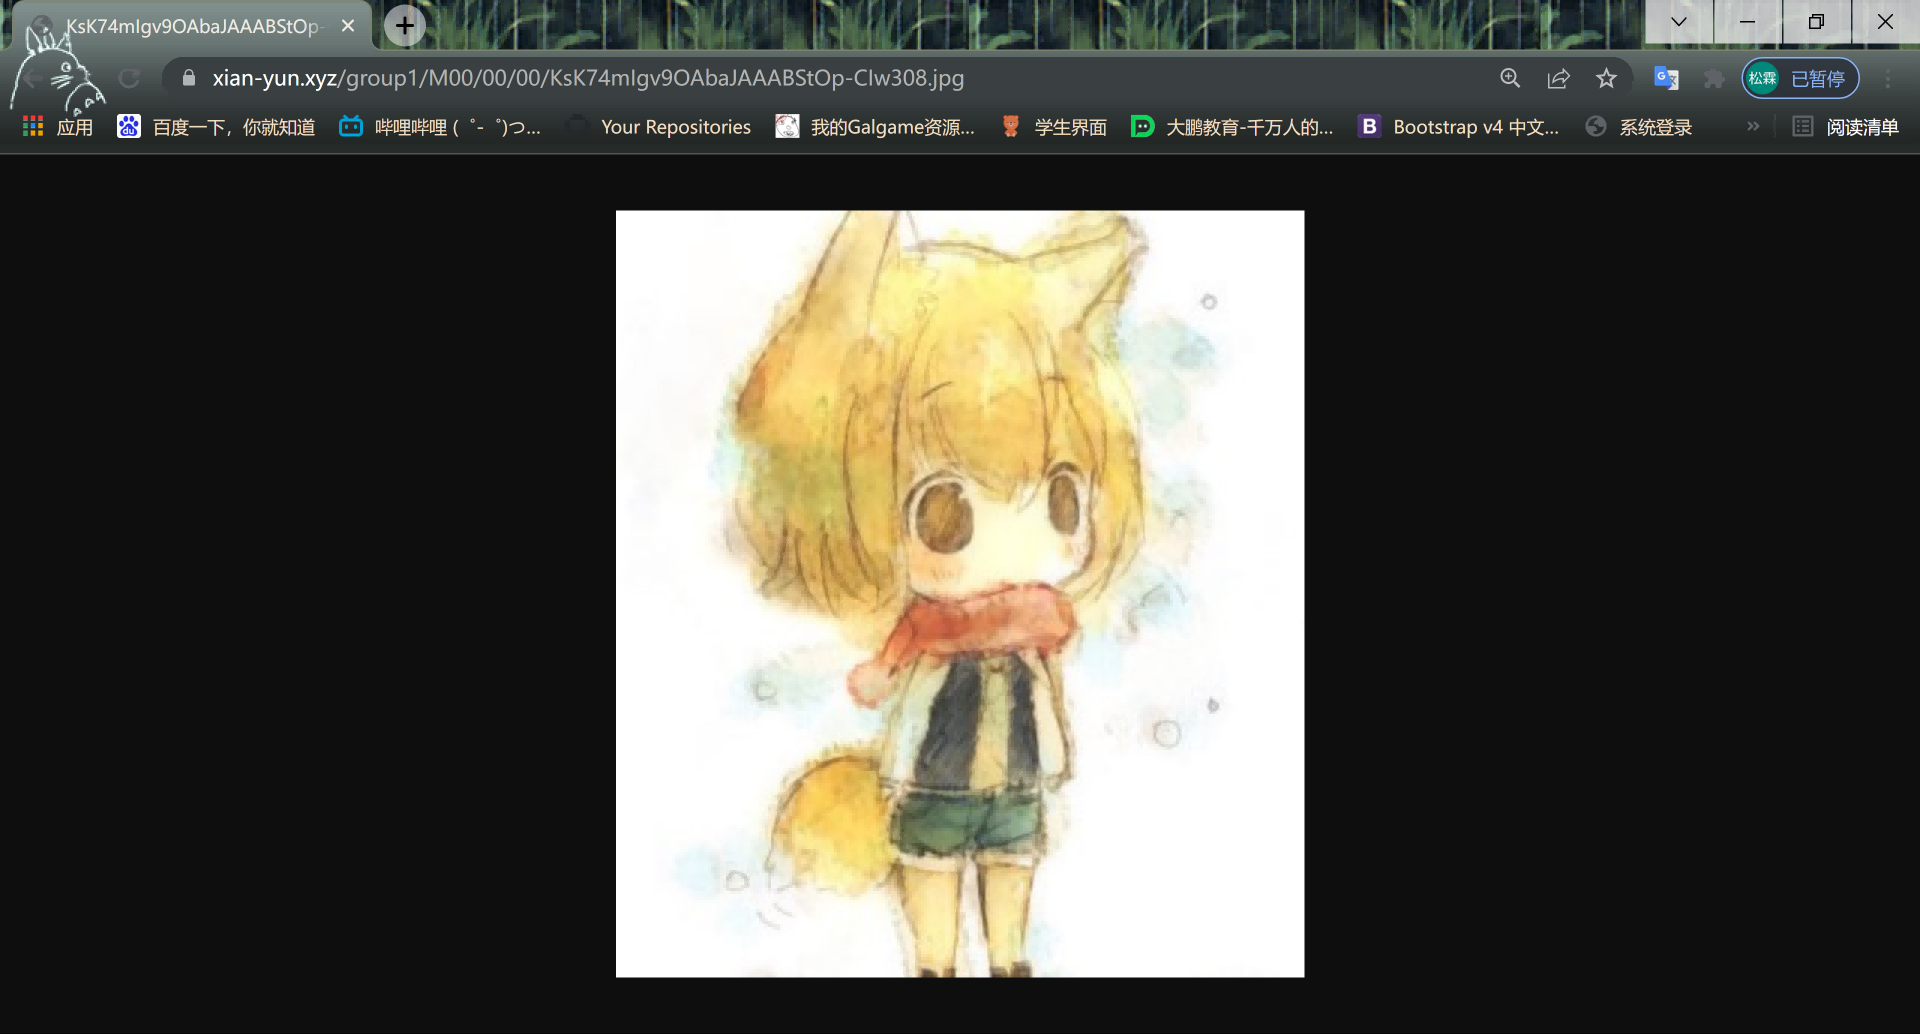 KsK74mIgv9OAbaJAAABStOp-
xian-yun.xyz/group1/M00/00/00/KsK74mIgv9OAbaJAAABStOp-CIw308.jpg
松霖 已暂停
应用 百度一下，你就知道 哔哩哔哩 ( ゜- ゜)つ... Your Repositories 我的Galgame资源... 学生界面 大鹏教育-千万人的... Bootstrap v4 中文... 系统登录 » 阅读清单